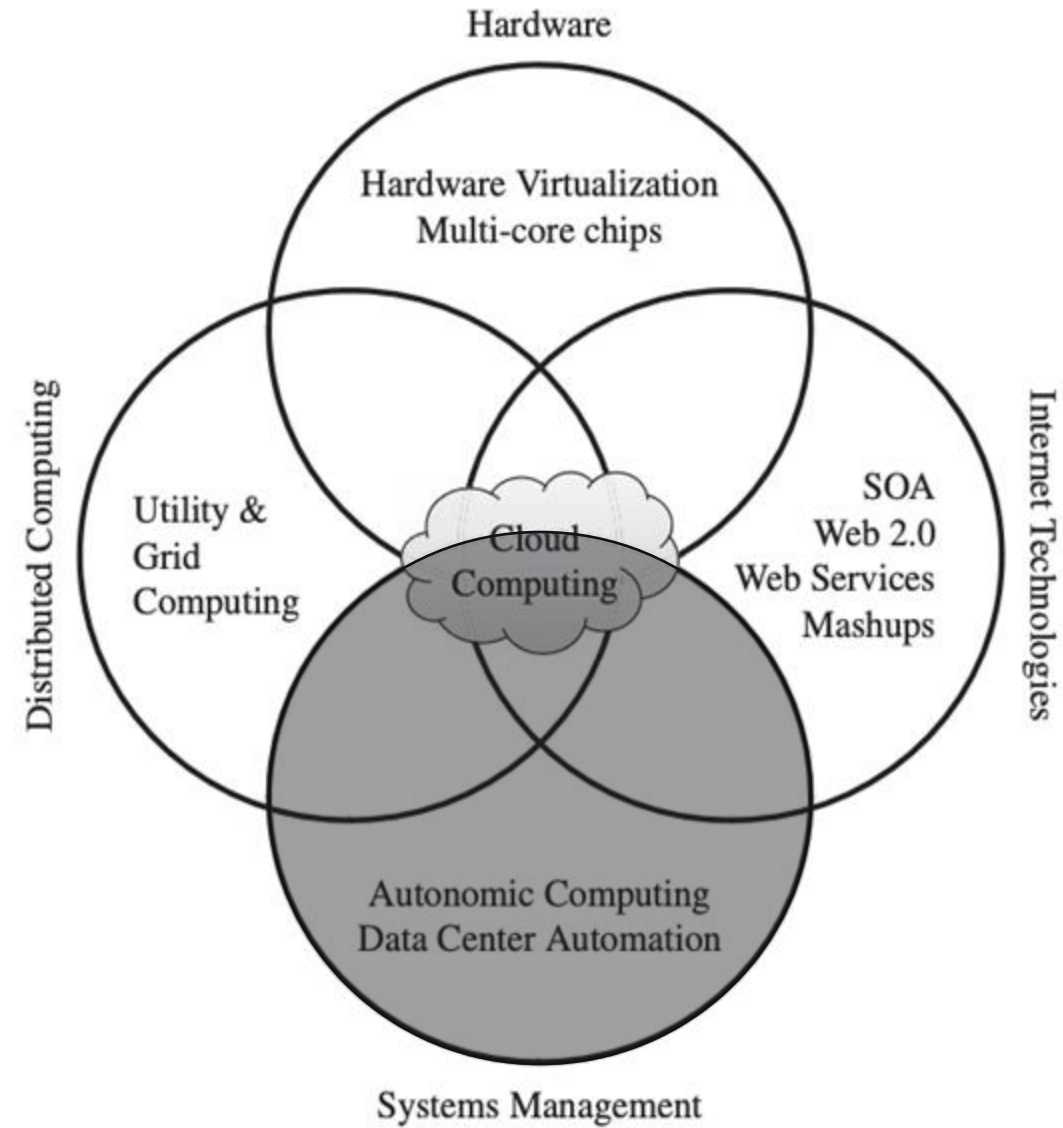 Hardware
Hardware Virtualization
Multi-core chips
Distributed Computing
Utility &
Grid
Computing
Cloud
Computing
SOA
Web 2.0
Web Services
Mashups
Internet Technologies
Autonomic Computing
Data Center Automation
Systems Management